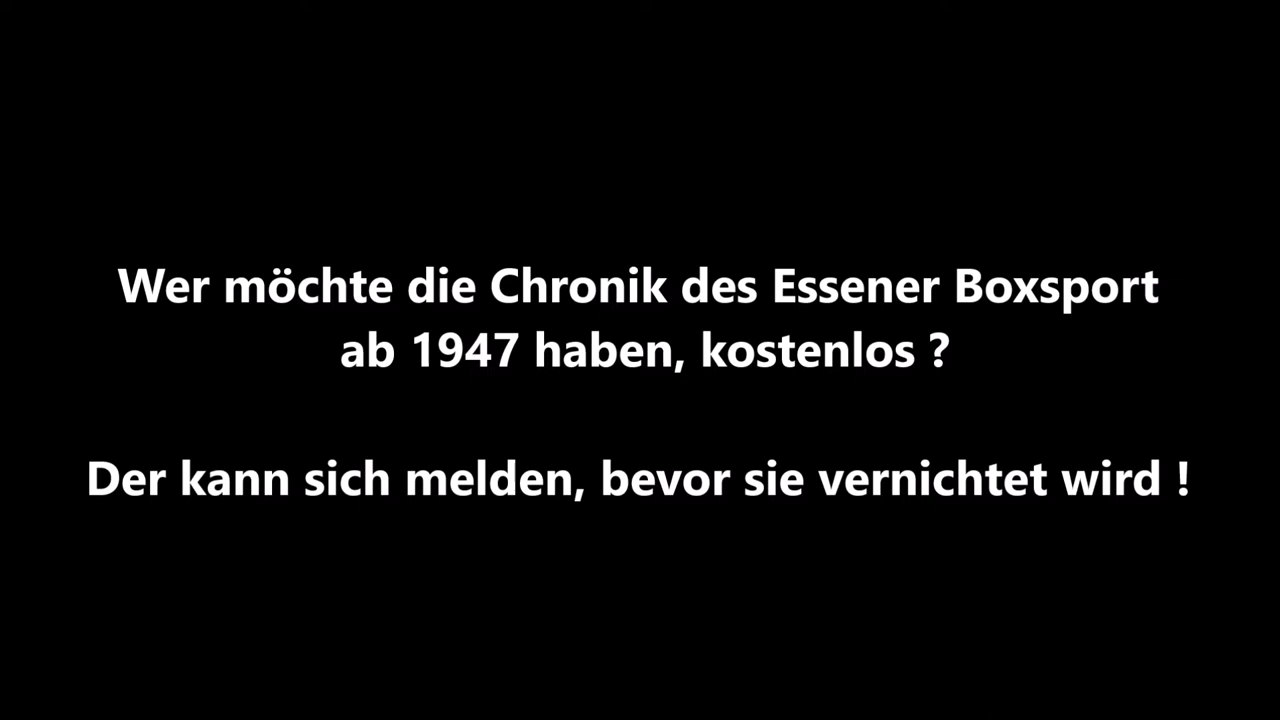 Wer möchte die Chronik des Essener Boxsport
ab 1947 haben, kostenlos ?
Der kann sich melden, bevor sie vernichtet wird !